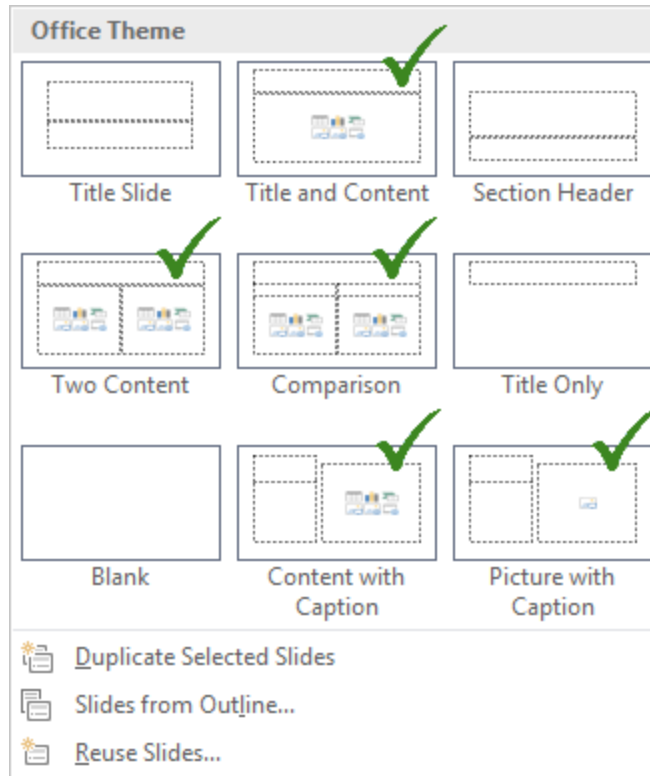 Office Theme
Title Slide
Title and Content
Section Header
Two Content
Comparison
Title Only
Blank
Content with
Caption
Picture with
Caption
Duplicate Selected Slides
Slides from Outline...
Reuse Slides...